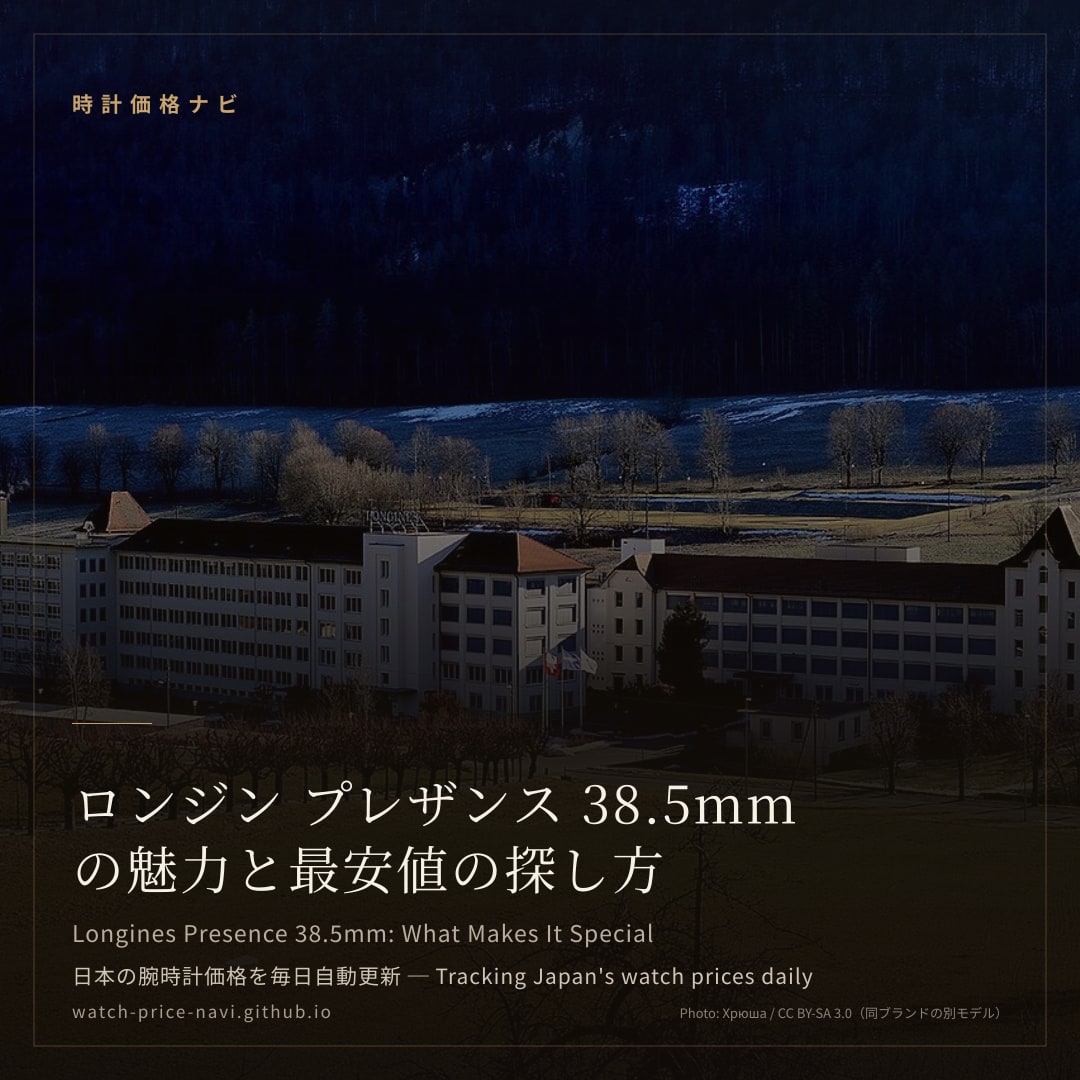 時計価格ナビ
LONGINES
ロンジン プレザンス 38.5mm
の魅力と最安値の探し方
Longines Presence 38.5mm: What Makes It Special
日本の腕時計価格を毎日自動更新 — Tracking Japan's watch prices daily
watch-price-navi.github.io
Photo: Хрюша / CC BY-SA 3.0（同ブランドの別モデル）